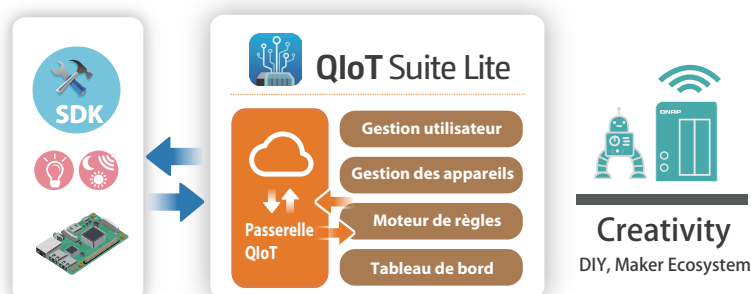 SDK
QIoT Suite Lite
Passerelle
QIoT
Gestion utilisateur
Gestion des appareils
Moteur de règles
Tableau de bord
QNAP
Creativity
DIY, Maker Ecosystem